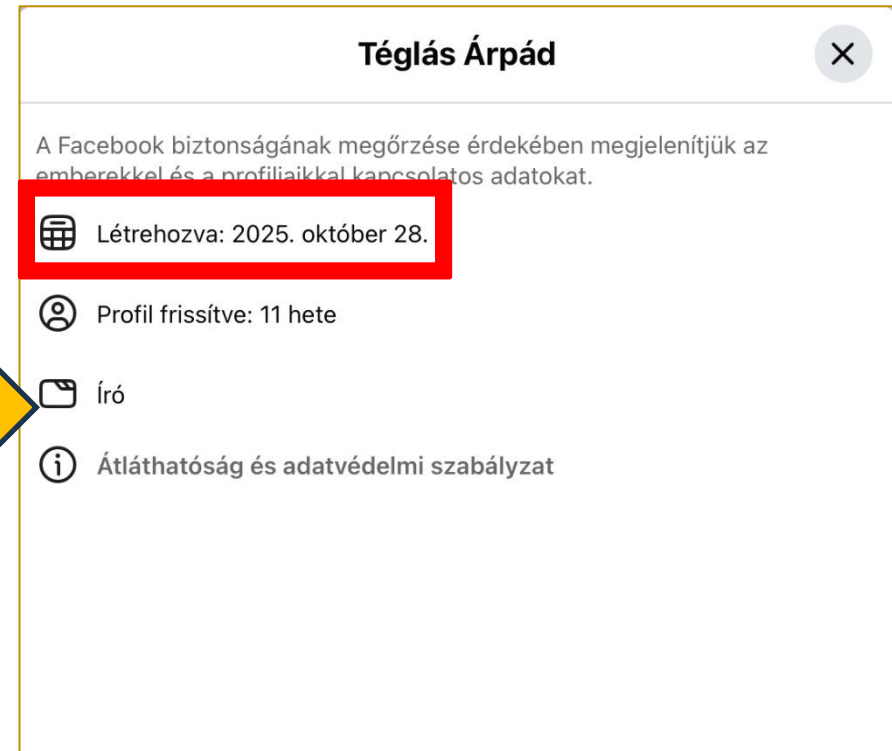 Téglás Árpád
A Facebook biztonságának megőrzése érdekében megjelenítjük az
emberekkel és a profiljaikkal kapcsolatos adatokat.
Létrehozva: 2025. október 28.
Profil frissítve: 11 hete
Író
Átláthatóság és adatvédelmi szabályzat